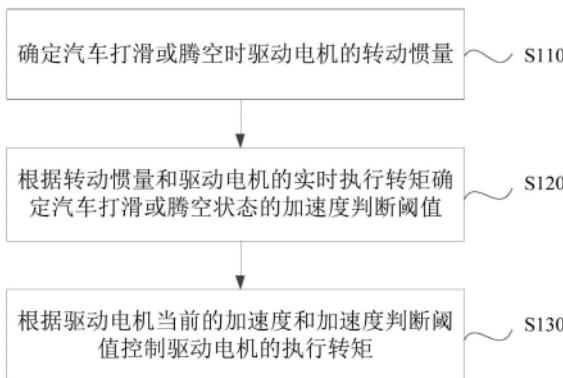 确定汽车打滑或腾空时驱动电机的转动惯量
S110
根据转动惯量和驱动电机的实时执行转矩确
定汽车打滑或腾空状态的加速度判断阈值
S120
根据驱动电机当前的加速度和加速度判断阈
值控制驱动电机的执行转矩
S130